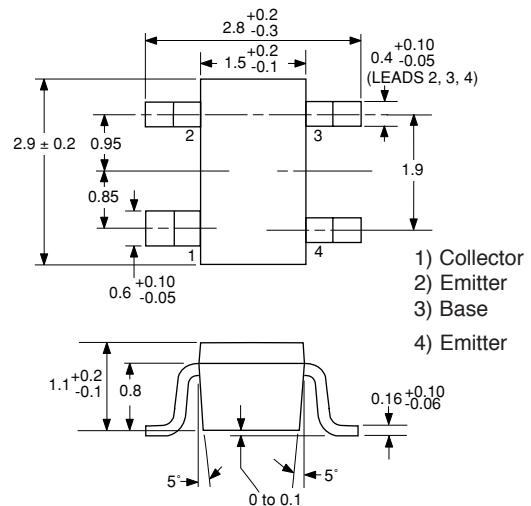 2.8 +0.2 -0.3
1.5 +0.2 -0.1
0.4 +0.10 -0.05
(LEADS 2, 3, 4)
2
3
2.9 ± 0.2
0.95
1.9
0.85
1
4
0.6 +0.10 -0.05
1) Collector
2) Emitter
3) Base
4) Emitter
1.1 +0.2 -0.1
0.8
0.16 +0.10 -0.06
5°
5°
0 to 0.1